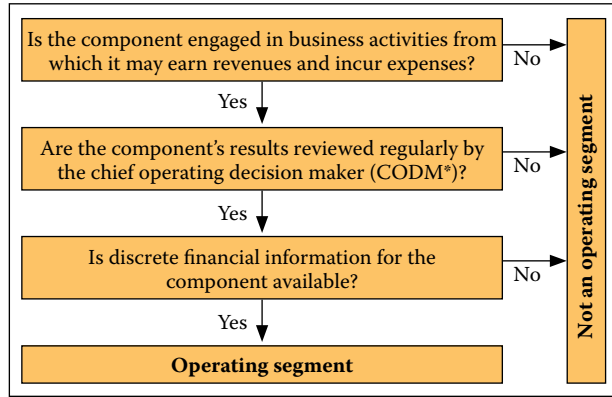 Is the component engaged in business activities from
which it may earn revenues and incur expenses?
No
Yes
Are the component’s results reviewed regularly by
the chief operating decision maker (CODM*)?
No
Yes
Is discrete financial information for the
component available?
No
Yes
Operating segment
Not an operating segment